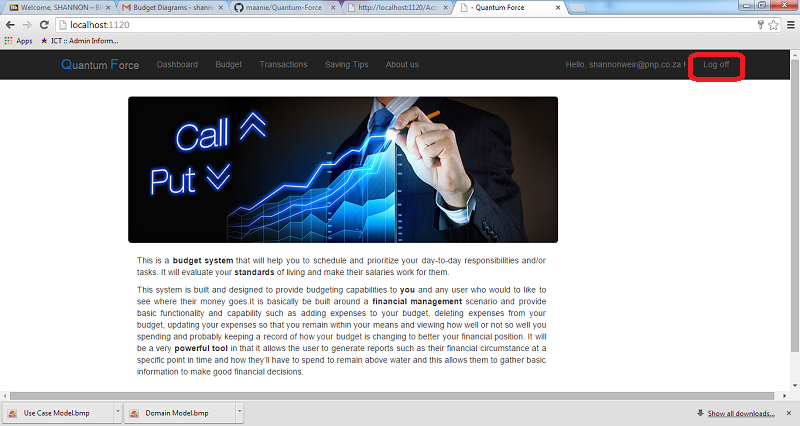 Welcome, SHANNON – B
Budget Diagrams - shann
maanie/Quantum-Force
http://localhost:1120/Acc
- Quantum Force
localhost:1120
Apps
Suggested Sites
ICT :: Admin Inform...
Quantum Force
Dashboard
Budget
Transactions
Saving Tips
About us
Hello, shannonweir@pnp.co.za !
Log off
Call
Put
This is a budget system that will help you to schedule and prioritize your day-to-day responsibilities and/or
tasks. It will evaluate your standards of living and make their salaries work for them.
This system is built and designed to provide budgeting capabilities to you and any user who would like to
see where their money goes.It is basically be built around a financial management scenario and provide
basic functionality and capability such as adding expenses to your budget, deleting expenses from your
budget, updating your expenses so that you remain within your means and viewing how well or not so well you
spending and probably keeping a record of how your budget is changing to better your financial position. It will
be a very powerful tool in that it allows the user to generate reports such as their financial circumstance at a
specific point in time and how they'll have to spend to remain above water and this allows them to gather basic
information to make good financial decisions.
Use Case Model.bmp
Domain Model.bmp
Show all downloads...